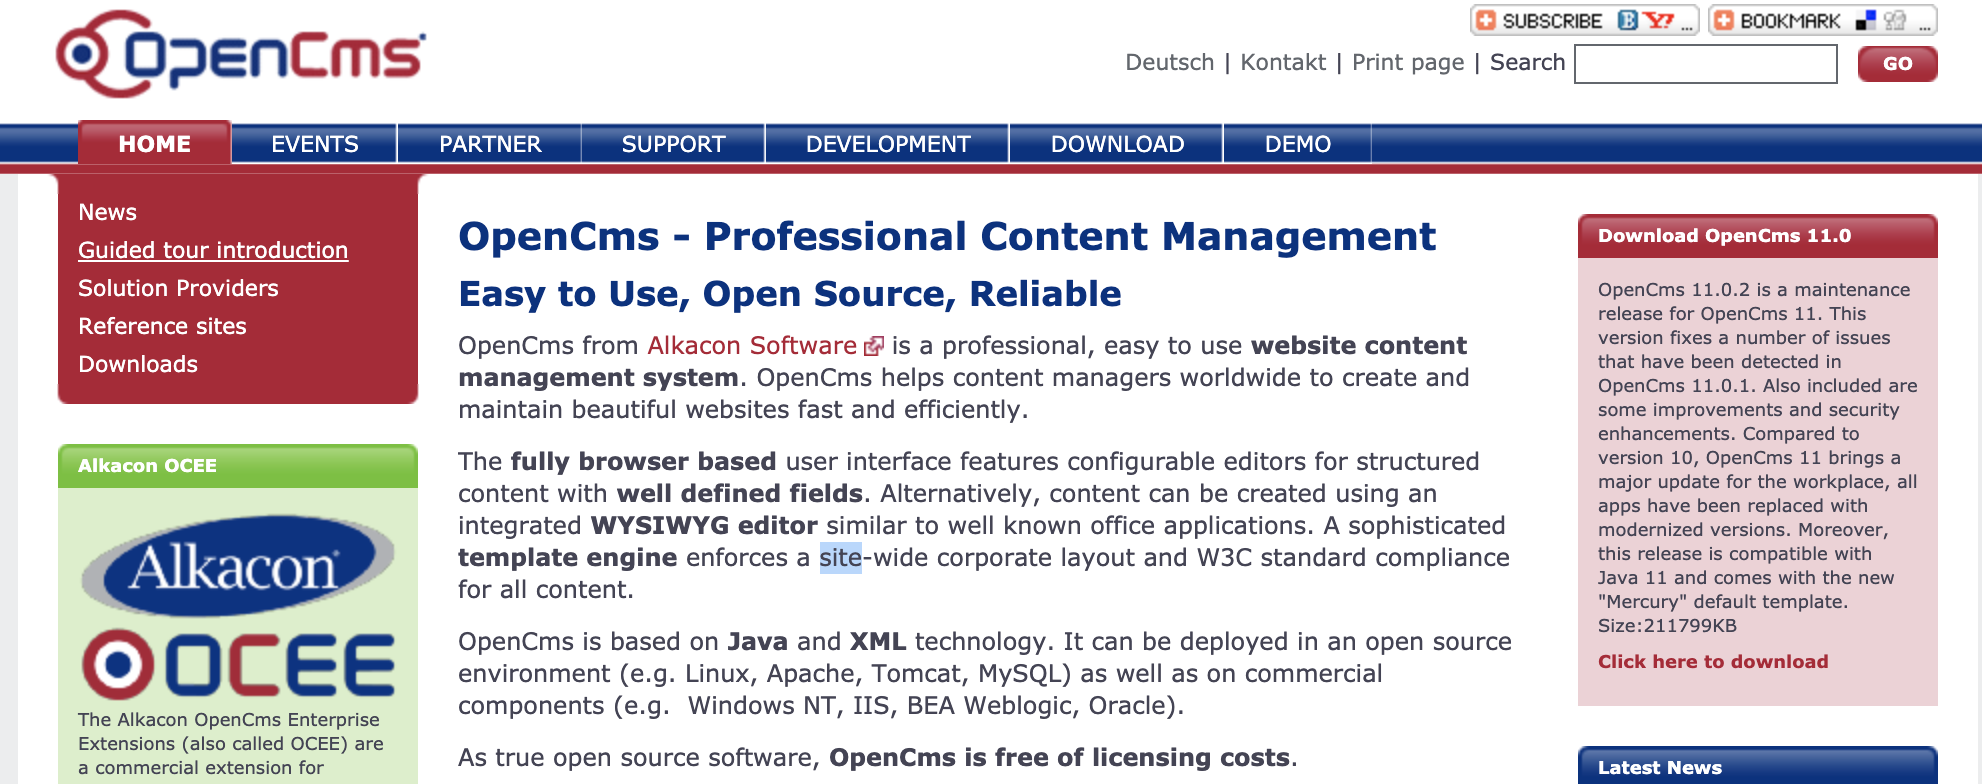 OpenCms
SUBSCRIBE B Y! ...
BOOKMARK ...
Deutsch | Kontakt | Print page | Search
GO
HOME EVENTS PARTNER SUPPORT DEVELOPMENT DOWNLOAD DEMO
News
Guided tour introduction
Solution Providers
Reference sites
Downloads
Alkacon OCEE
Alkacon
OCEE
The Alkacon OpenCms Enterprise
Extensions (also called OCEE) are
a commercial extension for
OpenCms - Professional Content Management
Easy to Use, Open Source, Reliable
OpenCms from Alkacon Software is a professional, easy to use website content
management system. OpenCms helps content managers worldwide to create and
maintain beautiful websites fast and efficiently.
The fully browser based user interface features configurable editors for structured
content with well defined fields. Alternatively, content can be created using an
integrated WYSIWYG editor similar to well known office applications. A sophisticated
template engine enforces a site-wide corporate layout and W3C standard compliance
for all content.
OpenCms is based on Java and XML technology. It can be deployed in an open source
environment (e.g. Linux, Apache, Tomcat, MySQL) as well as on commercial
components (e.g.  Windows NT, IIS, BEA Weblogic, Oracle).
As true open source software, OpenCms is free of licensing costs.
Download OpenCms 11.0
OpenCms 11.0.2 is a maintenance
release for OpenCms 11. This
version fixes a number of issues
that have been detected in
OpenCms 11.0.1. Also included are
some improvements and security
enhancements. Compared to
version 10, OpenCms 11 brings a
major update for the workplace, all
apps have been replaced with
modernized versions. Moreover,
this release is compatible with
Java 11 and comes with the new
"Mercury" default template.
Size:211799KB
Click here to download
Latest News